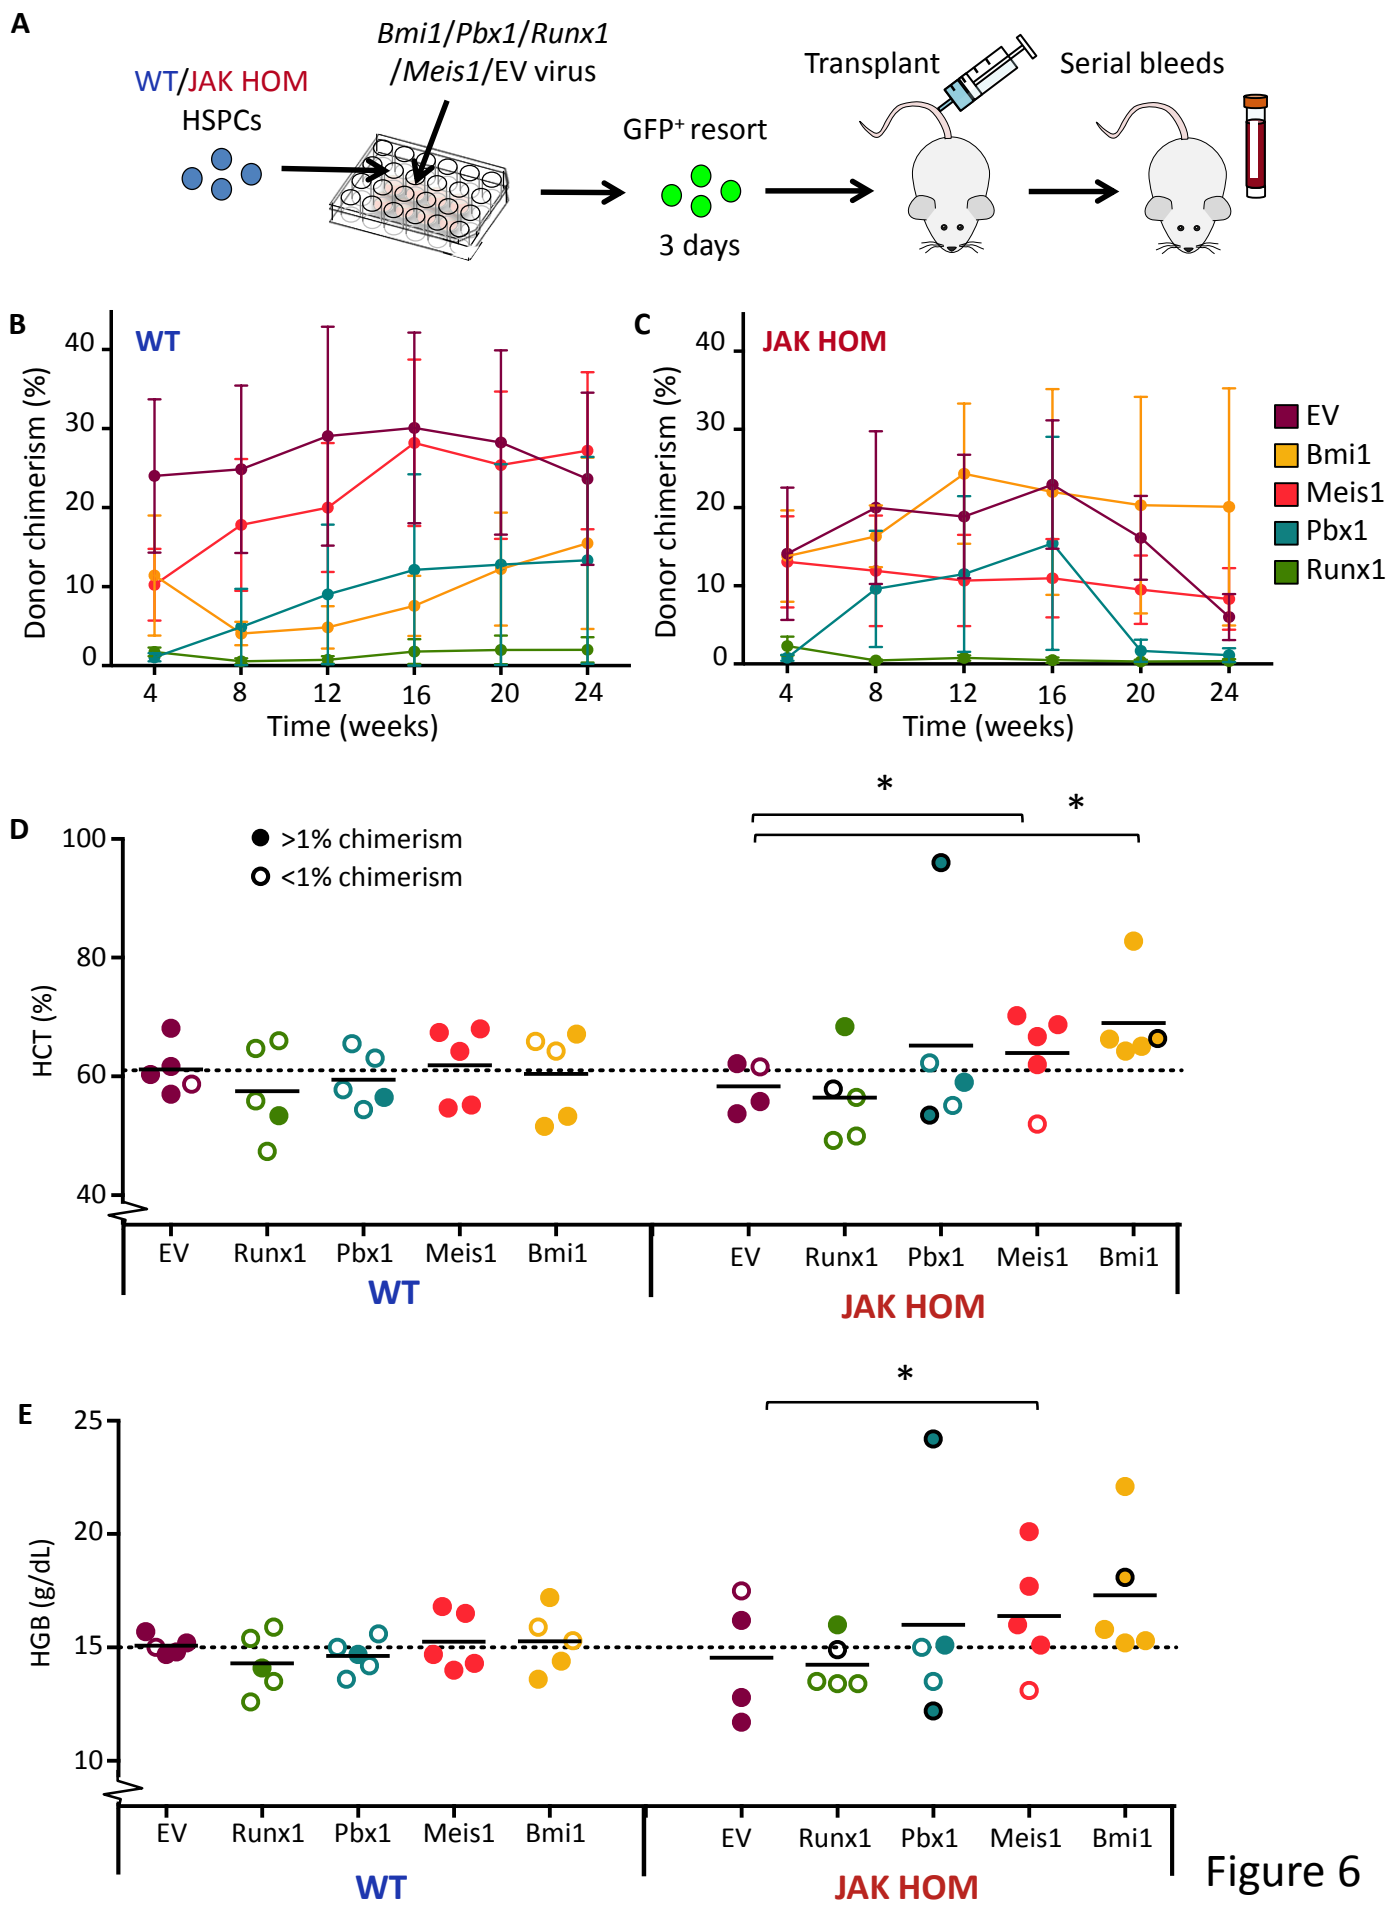 A
Bmi1/Pbx1/Runx1
/Meis1/EV virus
WT/JAK HOM
HSPCs
GFP+ resort
3 days
Transplant
Serial bleeds
B
WT
Donor chimerism (%)
40
30
20
10
0
4 8 12 16 20 24
Time (weeks)
C
JAK HOM
Donor chimerism (%)
40
30
20
10
0
4 8 12 16 20 24
Time (weeks)
EV
Bmi1
Meis1
Pbx1
Runx1
D
>1% chimerism
<1% chimerism
* *
HCT (%)
100
80
60
40
EV Runx1 Pbx1 Meis1 Bmi1 EV Runx1 Pbx1 Meis1 Bmi1
WT JAK HOM
E
*
HGB (g/dL)
25
20
15
10
EV Runx1 Pbx1 Meis1 Bmi1 EV Runx1 Pbx1 Meis1 Bmi1
WT JAK HOM
Figure 6